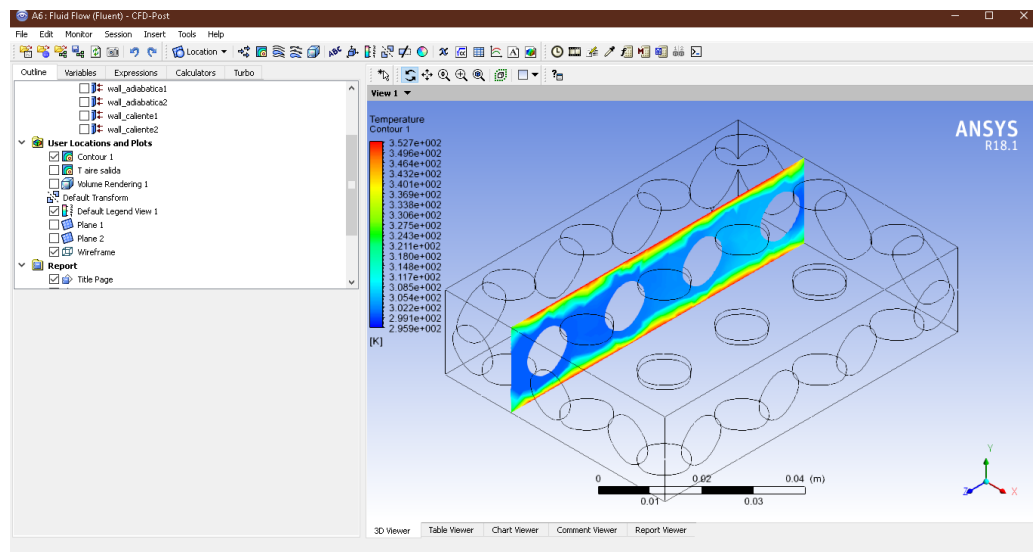 A6 : Fluid Flow (Fluent) - CFD-Post
File Edit Monitor Session Insert Tools Help
Location
Outline Variables Expressions Calculators Turbo
wall_adiabatica1
wall_adiabatica2
wall_caliente1
wall_caliente2
User Locations and Plots
Contour 1
T aire salida
Volume Rendering 1
Default Transform
Default Legend View 1
Plane 1
Plane 2
Wireframe
Report
Title Page
View 1
Temperature
Contour 1
3.527e+002
3.496e+002
3.464e+002
3.432e+002
3.401e+002
3.369e+002
3.338e+002
3.306e+002
3.275e+002
3.243e+002
3.211e+002
3.180e+002
3.148e+002
3.117e+002
3.085e+002
3.054e+002
3.022e+002
2.991e+002
2.959e+002
[K]
ANSYS
R18.1
0 0.02 0.04 (m)
0.01 0.03
Y
Z X
3D Viewer Table Viewer Chart Viewer Comment Viewer Report Viewer